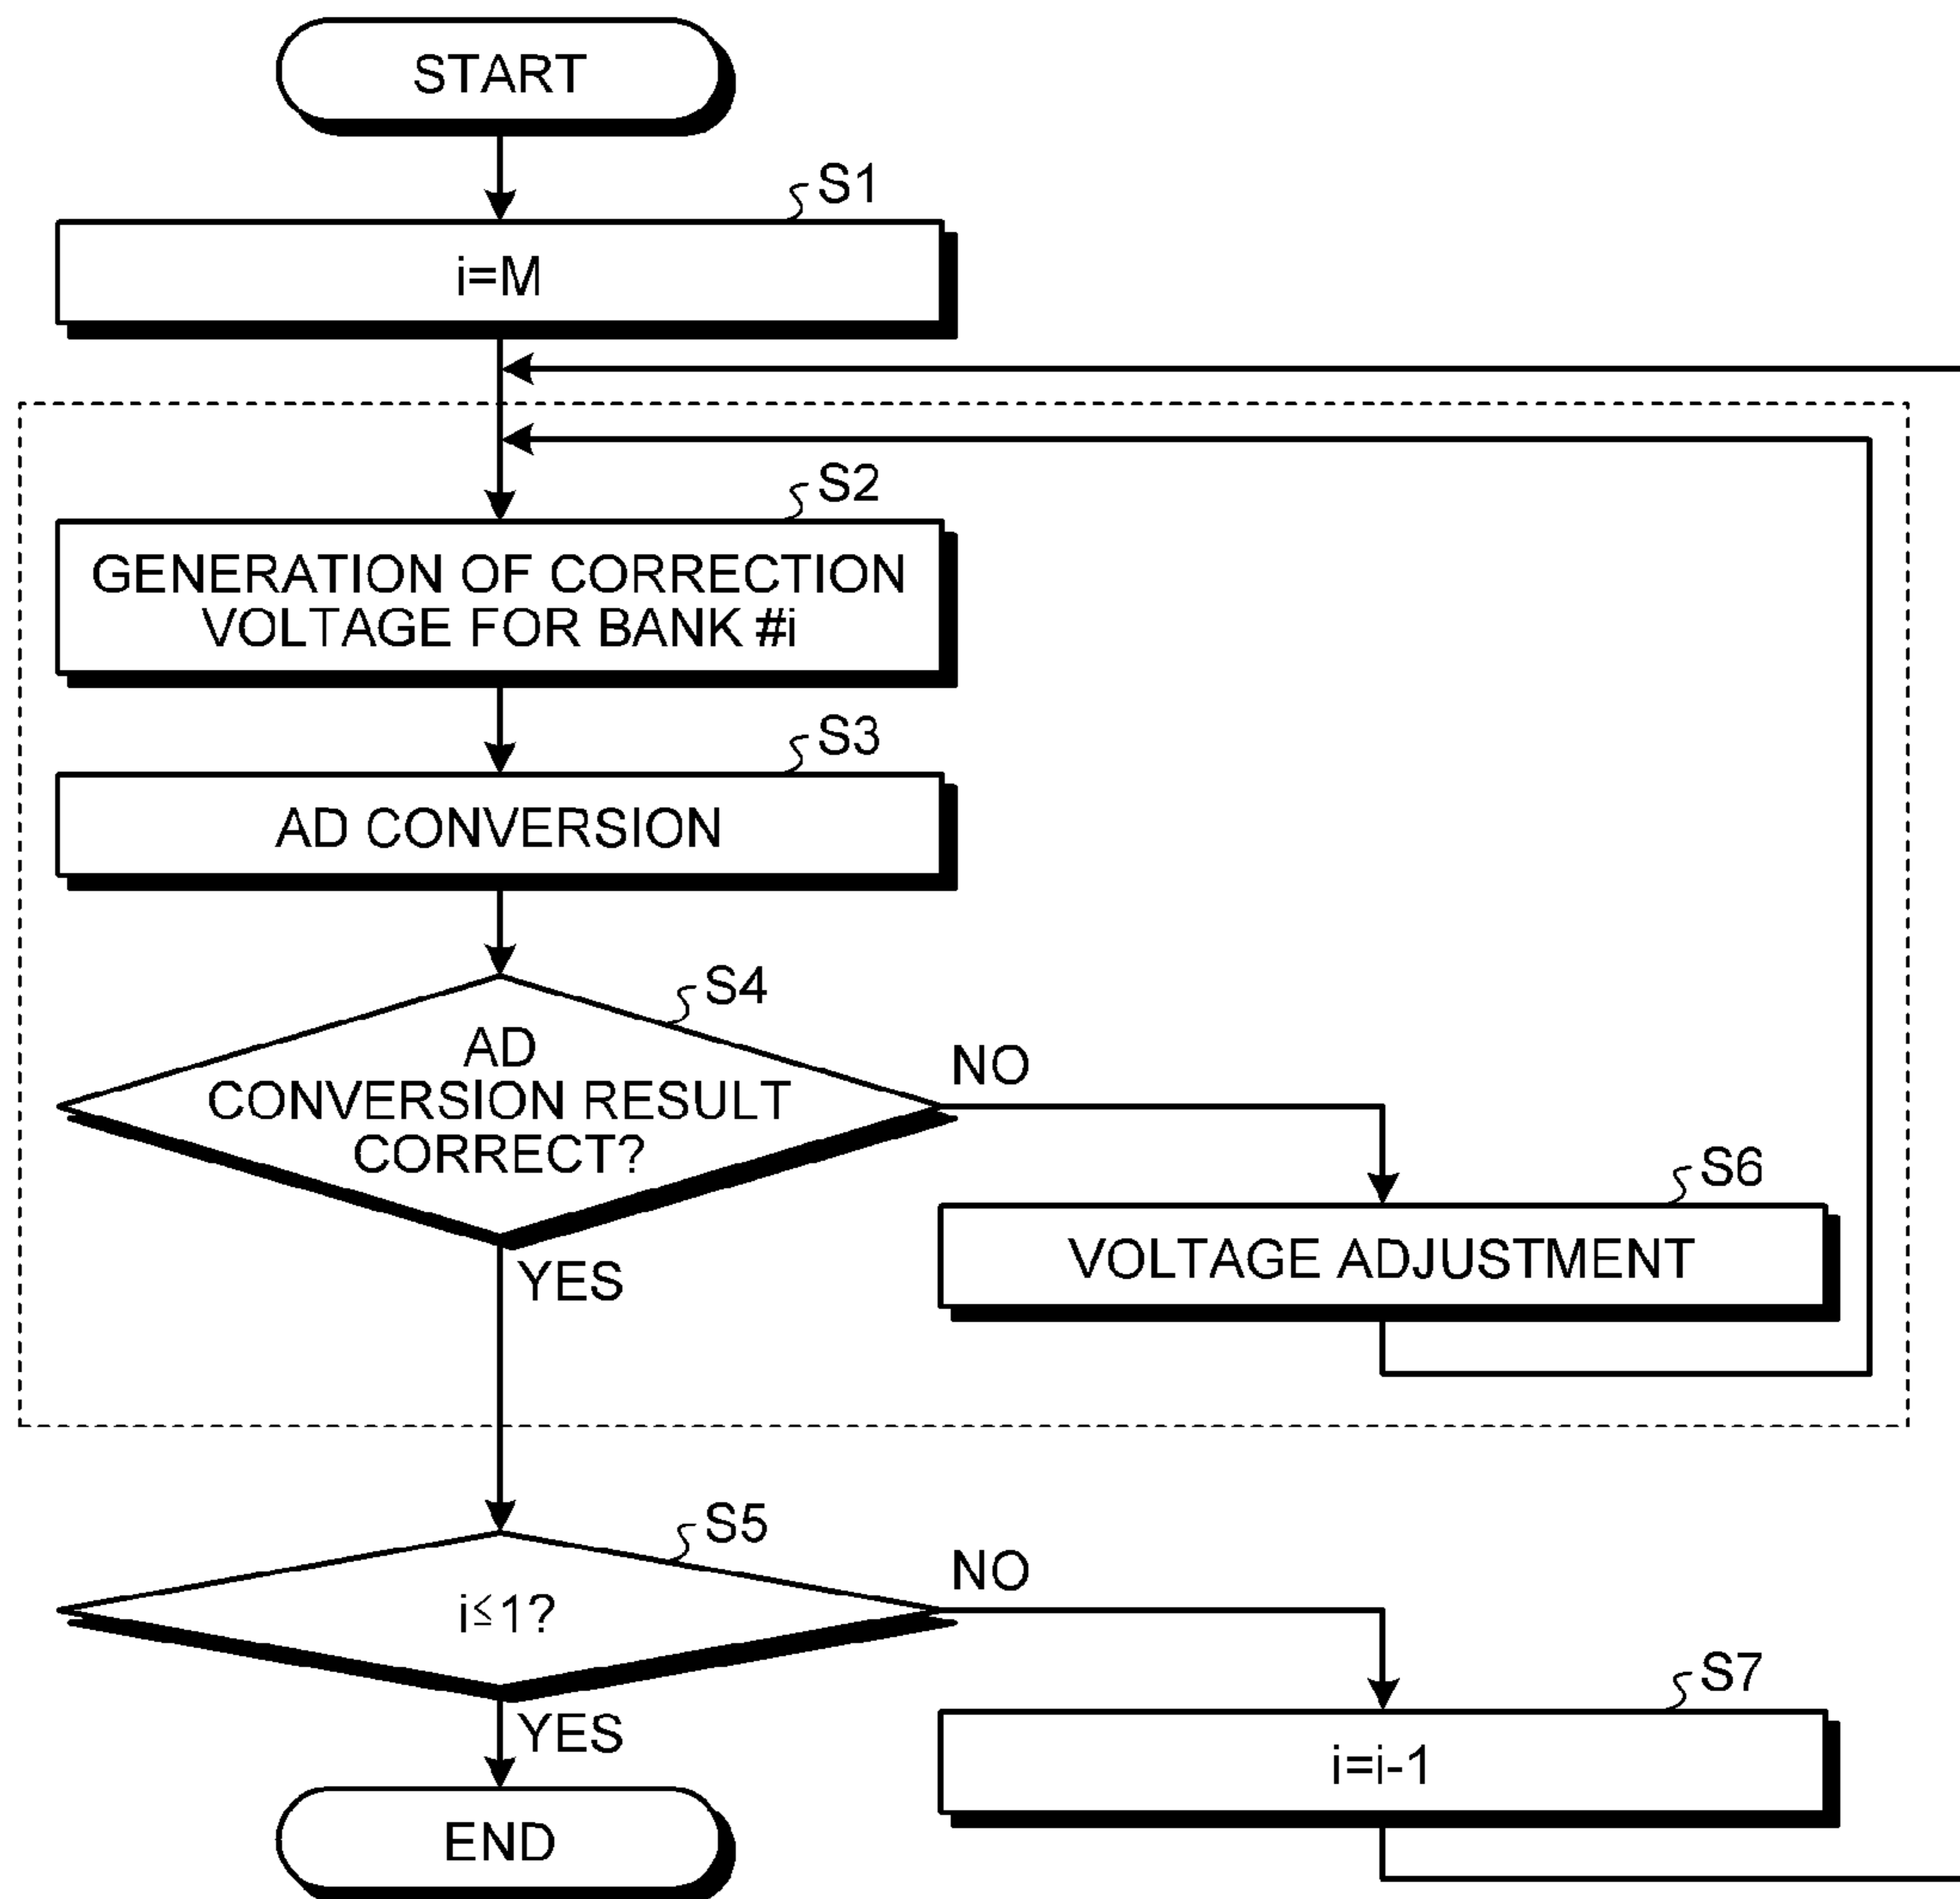 START
S1
i=M
S2
GENERATION OF CORRECTION
VOLTAGE FOR BANK #i
S3
AD CONVERSION
S4
AD
CONVERSION RESULT
CORRECT?
NO
S6
VOLTAGE ADJUSTMENT
YES
S5
i≦1?
NO
S7
i=i-1
YES
END